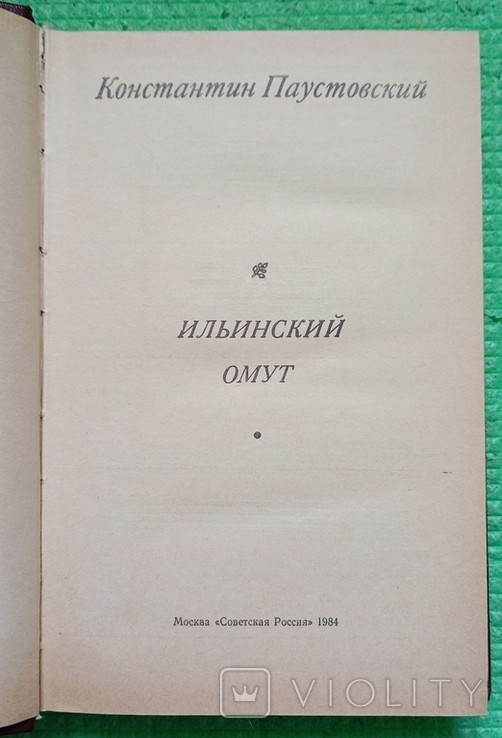 Константин Паустовский
ИЛЬИНСКИЙ
ОМУТ
Москва «Советская Россия» 1984
VIOLITY